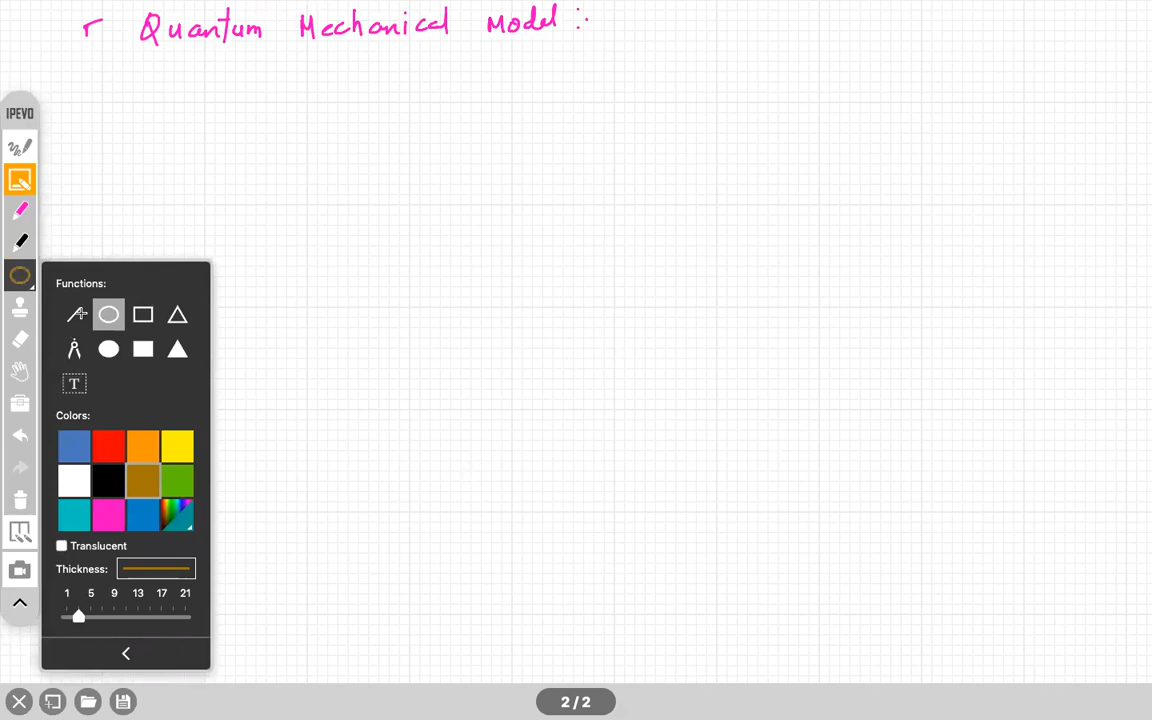 r Quantum Mechanical Model :
IPEVO
Functions:
T
Colors:
Translucent
Thickness:
1 5 9 13 17 21
2 / 2